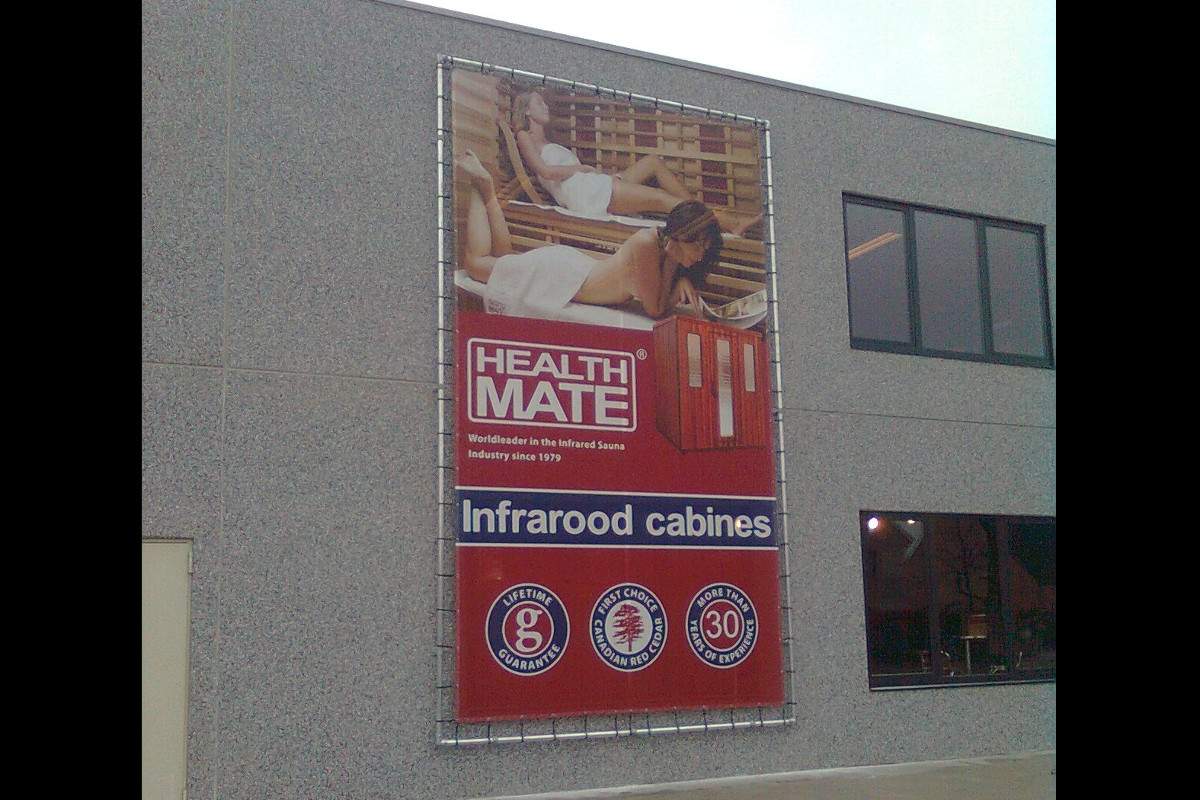 HEALTH ®
MATE
Worldleader in the Infrared Sauna
Industry since 1979
Infrarood cabines
LIFETIME
g
GUARANTEE
FIRST CHOICE
CANADIAN RED CEDAR
MORE THAN
30
YEARS OF EXPERIENCE